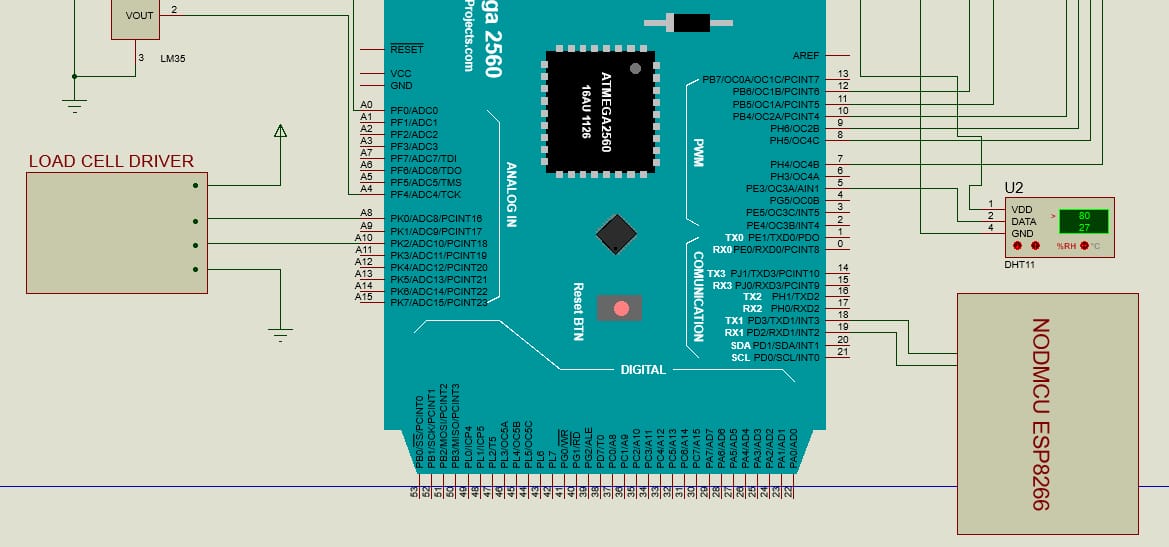 VOUT
2
3
LM35
LOAD CELL DRIVER
ga 2560
Projects.com
RESET
VCC
GND
A0
PF0/ADC0
A1
PF1/ADC1
A2
PF2/ADC2
A3
PF3/ADC3
A7
PF7/ADC7/TDI
A6
PF6/ADC6/TDO
A5
PF5/ADC5/TMS
A4
PF4/ADC4/TCK
A8
PK0/ADC8/PCINT16
A9
PK1/ADC9/PCINT17
A10
PK2/ADC10/PCINT18
A11
PK3/ADC11/PCINT19
A12
PK4/ADC12/PCINT20
A13
PK5/ADC13/PCINT21
A14
PK6/ADC14/PCINT22
A15
PK7/ADC15/PCINT23
ANALOG IN
ATMEGA2560
16AU 1126
Reset BTN
PWM
COMUNICATION
DIGITAL
AREF
PB7/OC0A/OC1C/PCINT7 13
PB6/OC1B/PCINT6 12
PB5/OC1A/PCINT5 11
PB4/OC2A/PCINT4 10
PH6/OC2B 9
PH5/OC4C 8
PH4/OC4B 7
PH3/OC4A 6
PE3/OC3A/AIN1 5
PG5/OC0B 4
PE5/OC3C/INT5 3
PE4/OC3B/INT4 2
TX0 PE1/TXD0/PDO 1
RX0 PE0/RXD0/PCINT8 0
TX3 PJ1/TXD3/PCINT10 14
RX3 PJ0/RXD3/PCINT9 15
TX2 PH1/TXD2 16
RX2 PH0/RXD2 17
TX1 PD3/TXD1/INT3 18
RX1 PD2/RXD1/INT2 19
SDA PD1/SDA/INT1 20
SCL PD0/SCL/INT0 21
PB0/SS/PCINT0 53
PB1/SCK/PCINT1 52
PB2/MOSI/PCINT2 51
PB3/MISO/PCINT3 50
PL0/ICP4 49
PL1/ICP5 48
PL2/T5 47
PL3/OC5A 46
PL4/OC5B 45
PL5/OC5C 44
PL6 43
PL7 42
PG0/WR 41
PG1/RD 40
PG2/ALE 39
PD7/T0 38
PC0/A8 37
PC1/A9 36
PC2/A10 35
PC3/A11 34
PC4/A12 33
PC5/A13 32
PC6/A14 31
PC7/A15 30
PA7/AD7 29
PA6/AD6 28
PA5/AD5 27
PA4/AD4 26
PA3/AD3 25
PA2/AD2 24
PA1/AD1 23
PA0/AD0 22
U2
1 VDD
2 DATA
4 GND
> 80
27
%RH °C
DHT11
NODMCU ESP8266